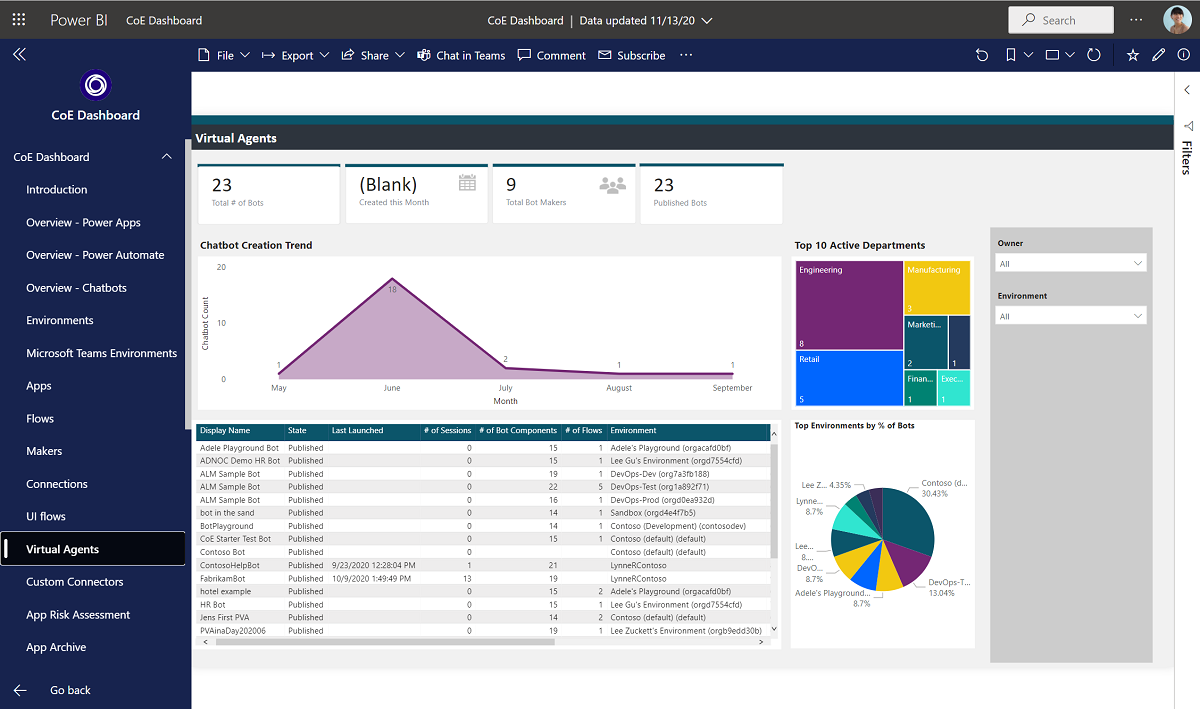 Power BI CoE Dashboard
CoE Dashboard | Data updated 11/13/20
Search
File Export Share Chat in Teams Comment Subscribe
CoE Dashboard
CoE Dashboard
Introduction
Overview - Power Apps
Overview - Power Automate
Overview - Chatbots
Environments
Microsoft Teams Environments
Apps
Flows
Makers
Connections
UI flows
Virtual Agents
Custom Connectors
App Risk Assessment
App Archive
Go back
Virtual Agents
23
Total # of Bots
(Blank)
Created this Month
9
Total Bot Makers
23
Published Bots
Chatbot Creation Trend
Chatbot Count
20
10
0
1
18
2
1
1
May June July August September
Month
Top 10 Active Departments
Engineering
8
Manufacturing
3
Retail
5
Marketi...
2
1
Finan...
1
Exec...
1
Display Name State Last Launched # of Sessions # of Bot Components # of Flows Environment
Adele Playground Bot Published 0 15 1 Adele's Playground (orgacafd0bf)
ADNOC Demo HR Bot Published 0 15 1 Lee Gu's Environment (orgd7554cfd)
ALM Sample Bot Published 0 19 1 DevOps-Dev (org7a3fb188)
ALM Sample Bot Published 0 22 5 DevOps-Test (org1a892f71)
ALM Sample Bot Published 0 16 1 DevOps-Prod (orgd0ea932d)
bot in the sand Published 0 14 1 Sandbox (orgd4e4f7b5)
BotPlayground Published 0 14 1 Contoso (Development) (contosodev)
CoE Starter Test Bot Published 0 15 1 Contoso (default) (default)
Contoso Bot Published 0 Contoso (default) (default)
ContosoHelpBot Published 9/23/2020 12:28:04 PM 1 21 LynneRContoso
FabrikamBot Published 10/9/2020 1:49:49 PM 13 19 LynneRContoso
hotel example Published 0 15 2 Adele's Playground (orgacafd0bf)
HR Bot Published 0 15 1 Lee Gu's Environment (orgd7554cfd)
Jens First PVA Published 0 14 2 Contoso (default) (default)
PVAinaDay202006 Published 0 19 1 Lee Zuckett's Environment (orgb9edd30b)
Top Environments by % of Bots
Lee Z... 4.35%
Contoso (d...
30.43%
Lynne...
8.7%
Lee...
8....
DevO...
8.7%
Adele's Playground...
8.7%
DevOps-T...
13.04%
Owner
All
Environment
All
Filters